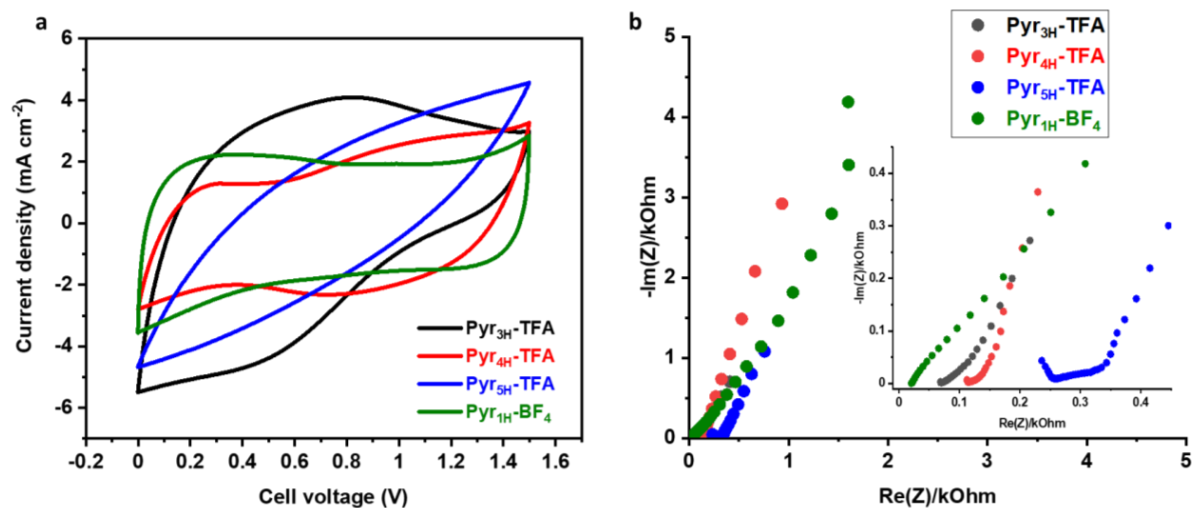 a
Current density (mA cm⁻²)
6
4
2
0
-2
-4
-6
-0.2
0
0.2
0.4
0.6
0.8
1
1.2
1.4
1.6
Cell voltage (V)
Pyr₃H-TFA
Pyr₄H-TFA
Pyr₅H-TFA
Pyr₁H-BF₄
b
-Im(Z)/kOhm
5
4
3
2
1
0
0
1
2
3
4
5
Re(Z)/kOhm
Pyr₃H-TFA
Pyr₄H-TFA
Pyr₅H-TFA
Pyr₁H-BF₄
-Im(Z)/kOhm
0.4
0.3
0.2
0.1
0
0
0.1
0.2
0.3
0.4
Re(Z)/kOhm